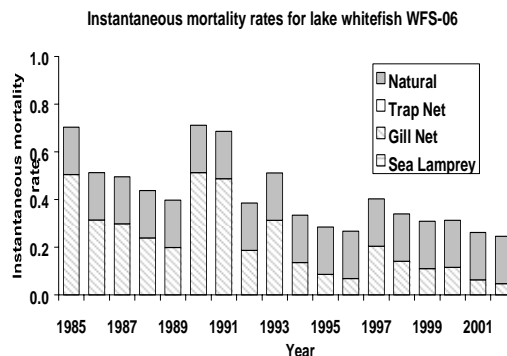 Instantaneous mortality rates for lake whitefish WFS-06
Instantaneous mortality
rate
1.0
0.8
0.6
0.4
0.2
0.0
Natural
Trap Net
Gill Net
Sea Lamprey
1985 1987 1989 1991 1993 1995 1997 1999 2001
Year